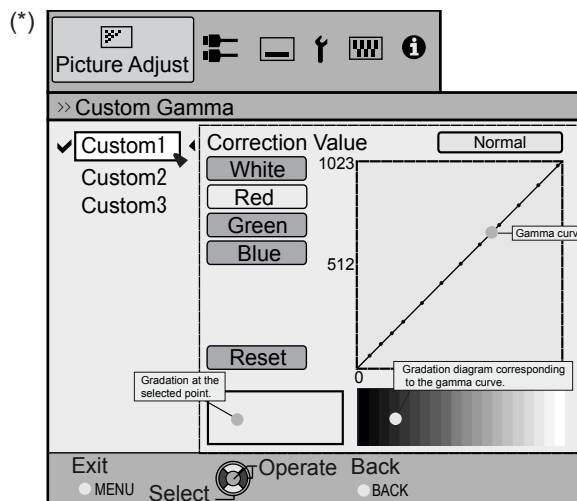 (*)
Picture Adjust
>> Custom Gamma
Custom1
Custom2
Custom3
Correction Value
Normal
White
Red
Green
Blue
Reset
1023
512
0
Gamma curv
Gradation at the
selected point.
Gradation diagram corresponding
to the gamma curve.
Exit
MENU
Select
Operate
Back
BACK